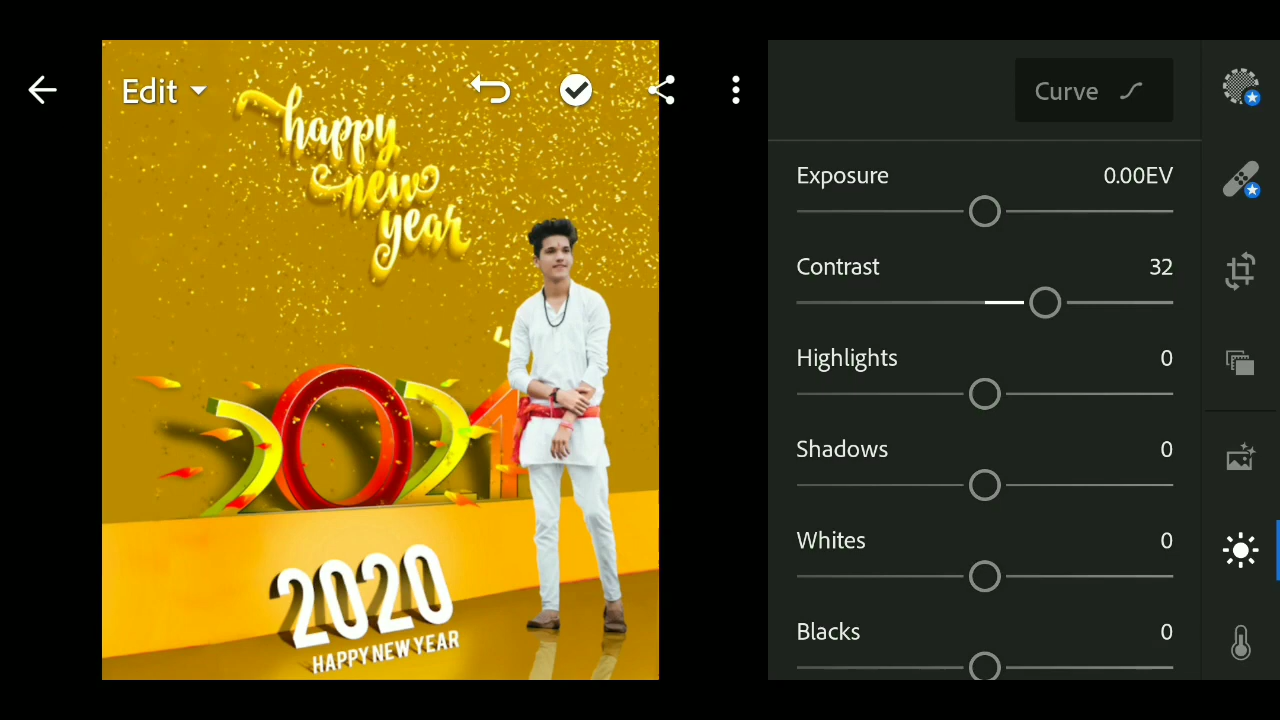 Edit
Curve
happy
new
year
2021
2020
HAPPY NEW YEAR
Exposure 0.00EV
Contrast 32
Highlights 0
Shadows 0
Whites 0
Blacks 0